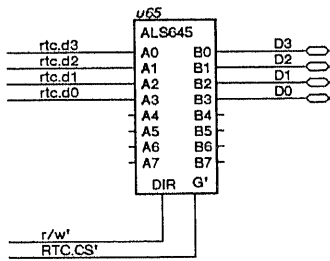 u65
ALS645
rtc.d3 A0 B0 D3
rtc.d2 A1 B1 D2
rtc.d1 A2 B2 D1
rtc.d0 A3 B3 D0
A4 B4
A5 B5
A6 B6
A7 B7
DIR G'
r/w'
RTC.CS'